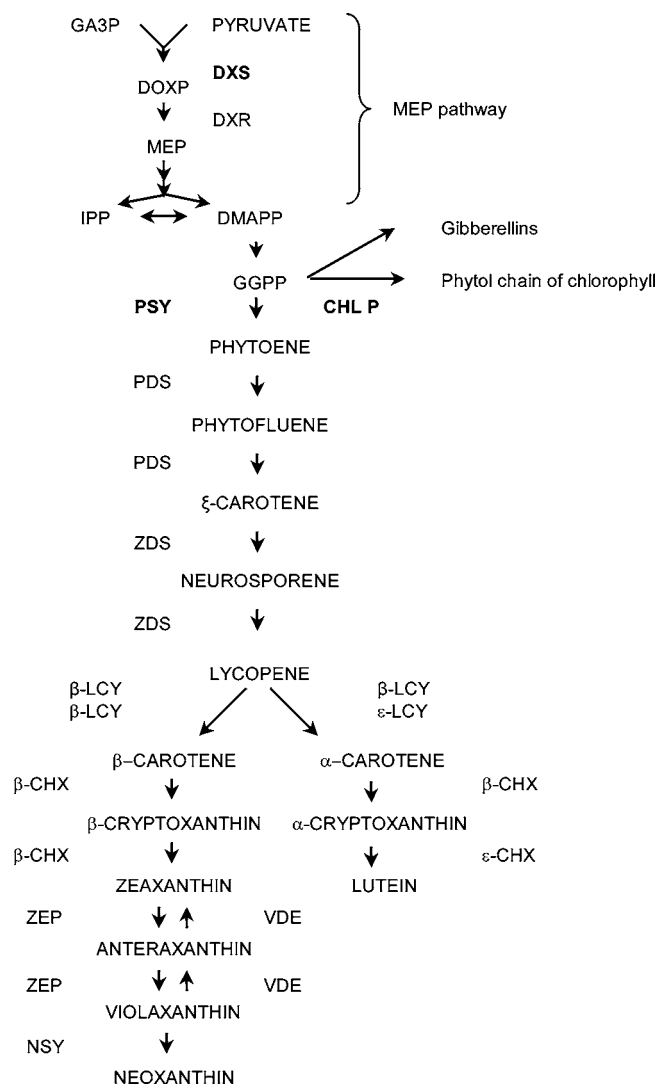 GA3P PYRUVATE
DXS
DOXP
DXR
MEP pathway
MEP
IPP DMAPP
Gibberellins
GGPP
Phytol chain of chlorophyll
PSY CHL P
PHYTOENE
PDS
PHYTOFLUENE
PDS
ξ-CAROTENE
ZDS
NEUROSPORENE
ZDS
LYCOPENE
β-LCY β-LCY
β-LCY ε-LCY
β–CAROTENE α–CAROTENE
β-CHX β-CHX
β-CRYPTOXANTHIN α-CRYPTOXANTHIN
β-CHX ε-CHX
ZEAXANTHIN LUTEIN
ZEP VDE
ANTERAXANTHIN
ZEP VDE
VIOLAXANTHIN
NSY
NEOXANTHIN